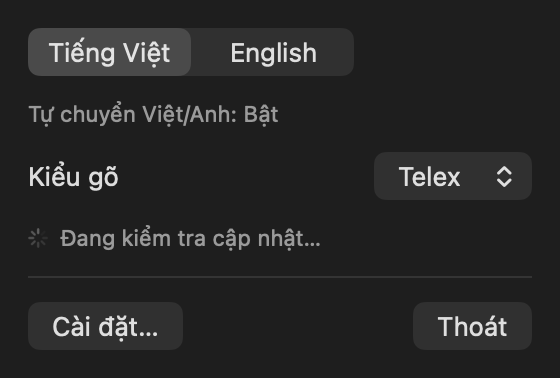 Tiếng Việt English
Tự chuyển Việt/Anh: Bật
Kiểu gõ Telex
Đang kiểm tra cập nhật...
Cài đặt... Thoát